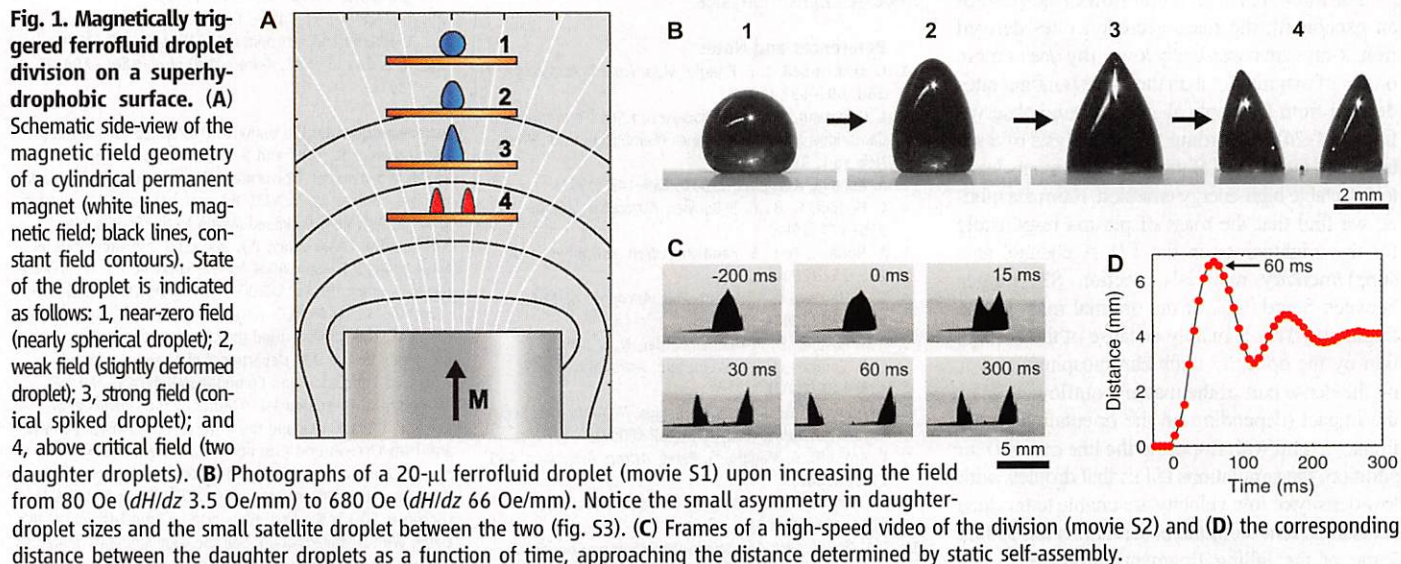 Fig. 1. Magnetically trig-
gered ferrofluid droplet
division on a superhy-
drophobic surface. (A)
Schematic side-view of the
magnetic field geometry
of a cylindrical permanent
magnet (white lines, mag-
netic field; black lines, con-
stant field contours). State
of the droplet is indicated
as follows: 1, near-zero field
(nearly spherical droplet); 2,
weak field (slightly deformed
droplet); 3, strong field (con-
ical spiked droplet); and
4, above critical field (two
daughter droplets). (B) Photographs of a 20-μl ferrofluid droplet (movie S1) upon increasing the field
from 80 Oe (dH/dz 3.5 Oe/mm) to 680 Oe (dH/dz 66 Oe/mm). Notice the small asymmetry in daughter-
droplet size and the small satellite droplet between the two (fig. S3). (C) Frames of a high-speed video of the division (movie S2) and (D) the corresponding
distance between the daughter droplets as a function of time, approaching the distance determined by static self-assembly.
A
1
2
3
4
M
B
1 2 3 4
2 mm
C
-200 ms 0 ms 15 ms
30 ms 60 ms 300 ms
5 mm
D
60 ms
Distance (mm)
6
4
2
0
0 100 200 300
Time (ms)